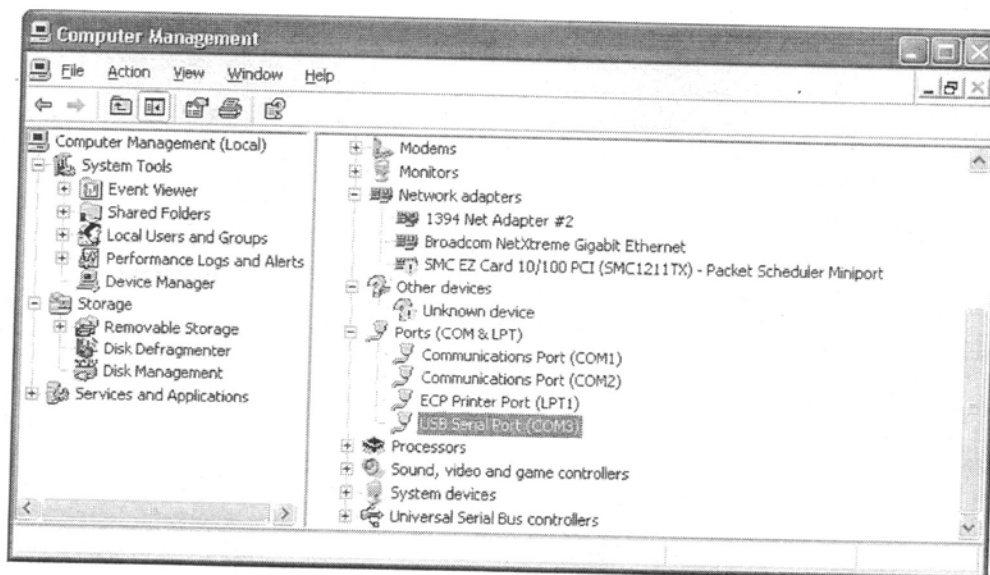 Computer Management
File Action View Window Help
Computer Management (Local)
System Tools
Event Viewer
Shared Folders
Local Users and Groups
Performance Logs and Alerts
Device Manager
Storage
Removable Storage
Disk Defragmenter
Disk Management
Services and Applications
Modems
Monitors
Network adapters
1394 Net Adapter #2
Broadcom NetXtreme Gigabit Ethernet
SMC EZ Card 10/100 PCI (SMC1211TX) - Packet Scheduler Miniport
Other devices
Unknown device
Ports (COM & LPT)
Communications Port (COM1)
Communications Port (COM2)
ECP Printer Port (LPT1)
USB Serial Port (COM3)
Processors
Sound, video and game controllers
System devices
Universal Serial Bus controllers